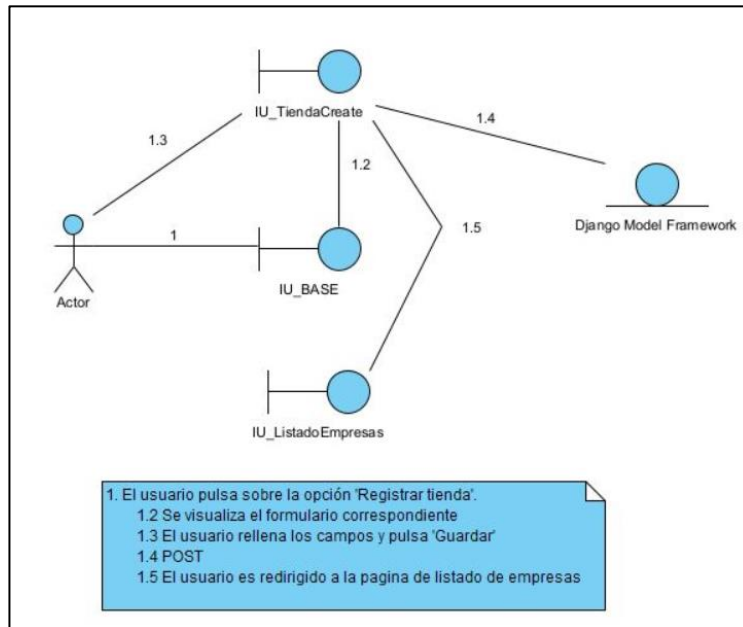 IU_TiendaCreate
1.3
1.4
1.2
Django Model Framework
1
1.5
Actor
IU_BASE
IU_ListadoEmpresas
1. El usuario pulsa sobre la opción 'Registrar tienda'.
1.2 Se visualiza el formulario correspondiente
1.3 El usuario rellena los campos y pulsa 'Guardar'
1.4 POST
1.5 El usuario es redirigido a la pagina de listado de empresas